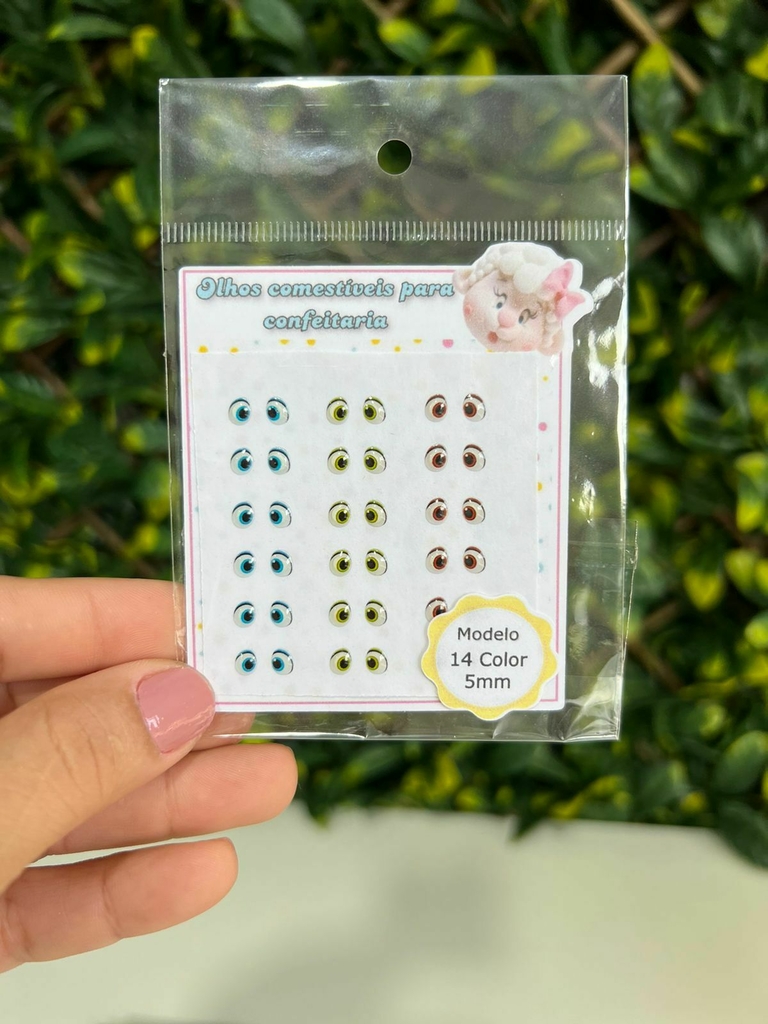 Olhos comestíveis para
confeitaria
Modelo
14 Color
5mm